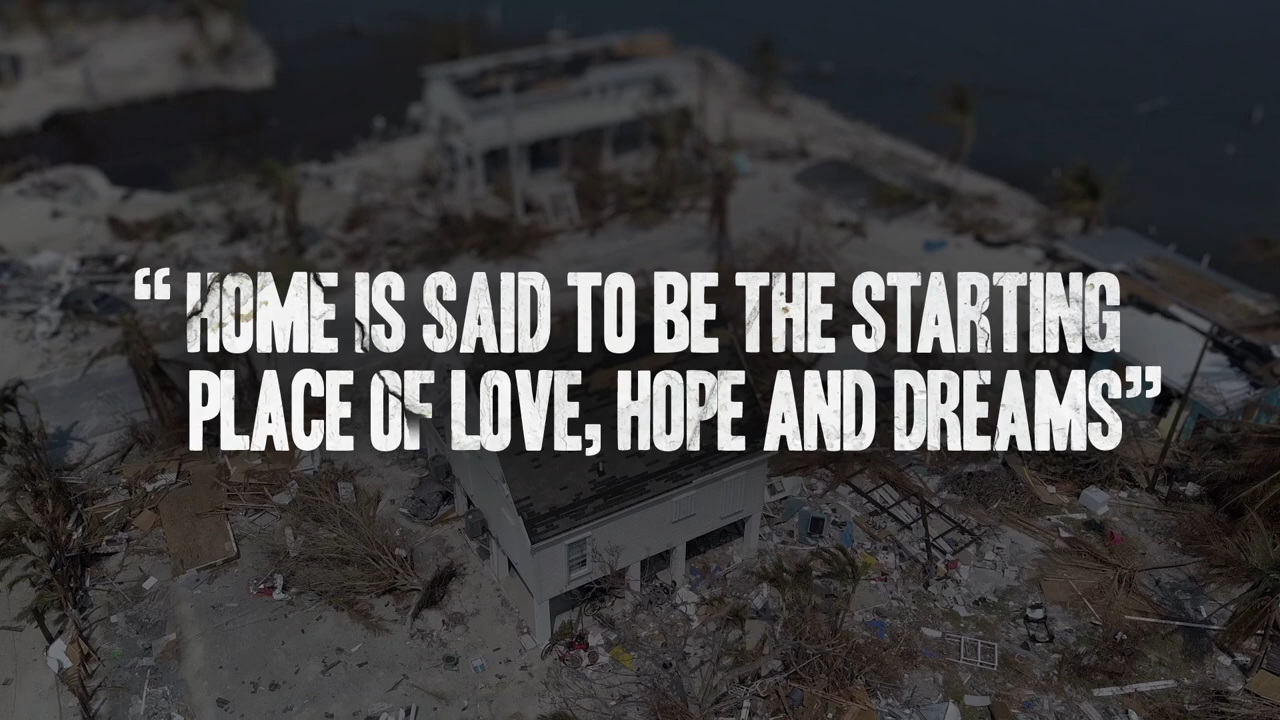 “ HOME IS SAID TO BE THE STARTING
PLACE OF LOVE, HOPE AND DREAMS”